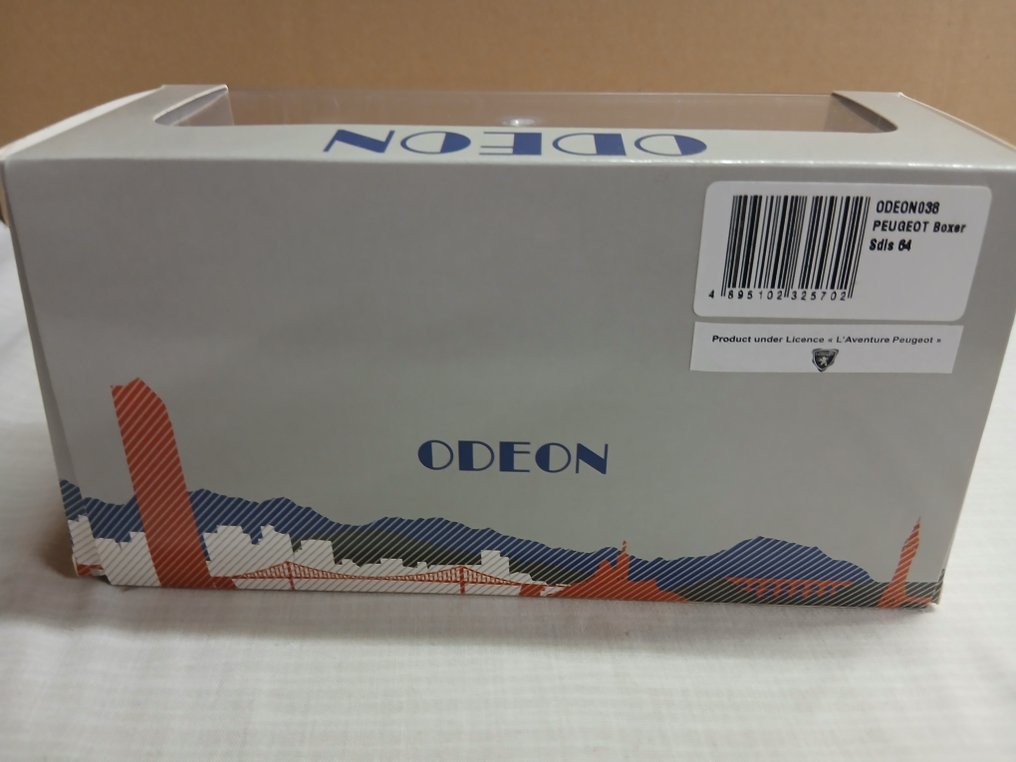 ODEON
ODEON038
PEUGEOT Boxer
Sdis 64
4 895102 325702
Product under Licence « L'Aventure Peugeot »
ODEON